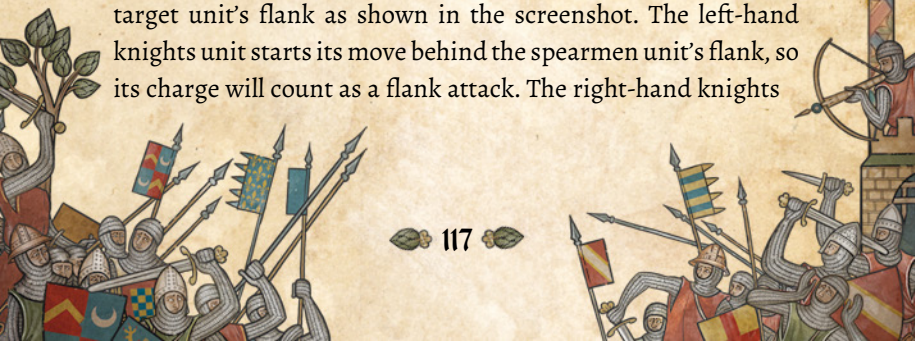 target unit’s flank as shown in the screenshot. The left-hand
knights unit starts its move behind the spearmen unit’s flank, so
its charge will count as a flank attack. The right-hand knights
117